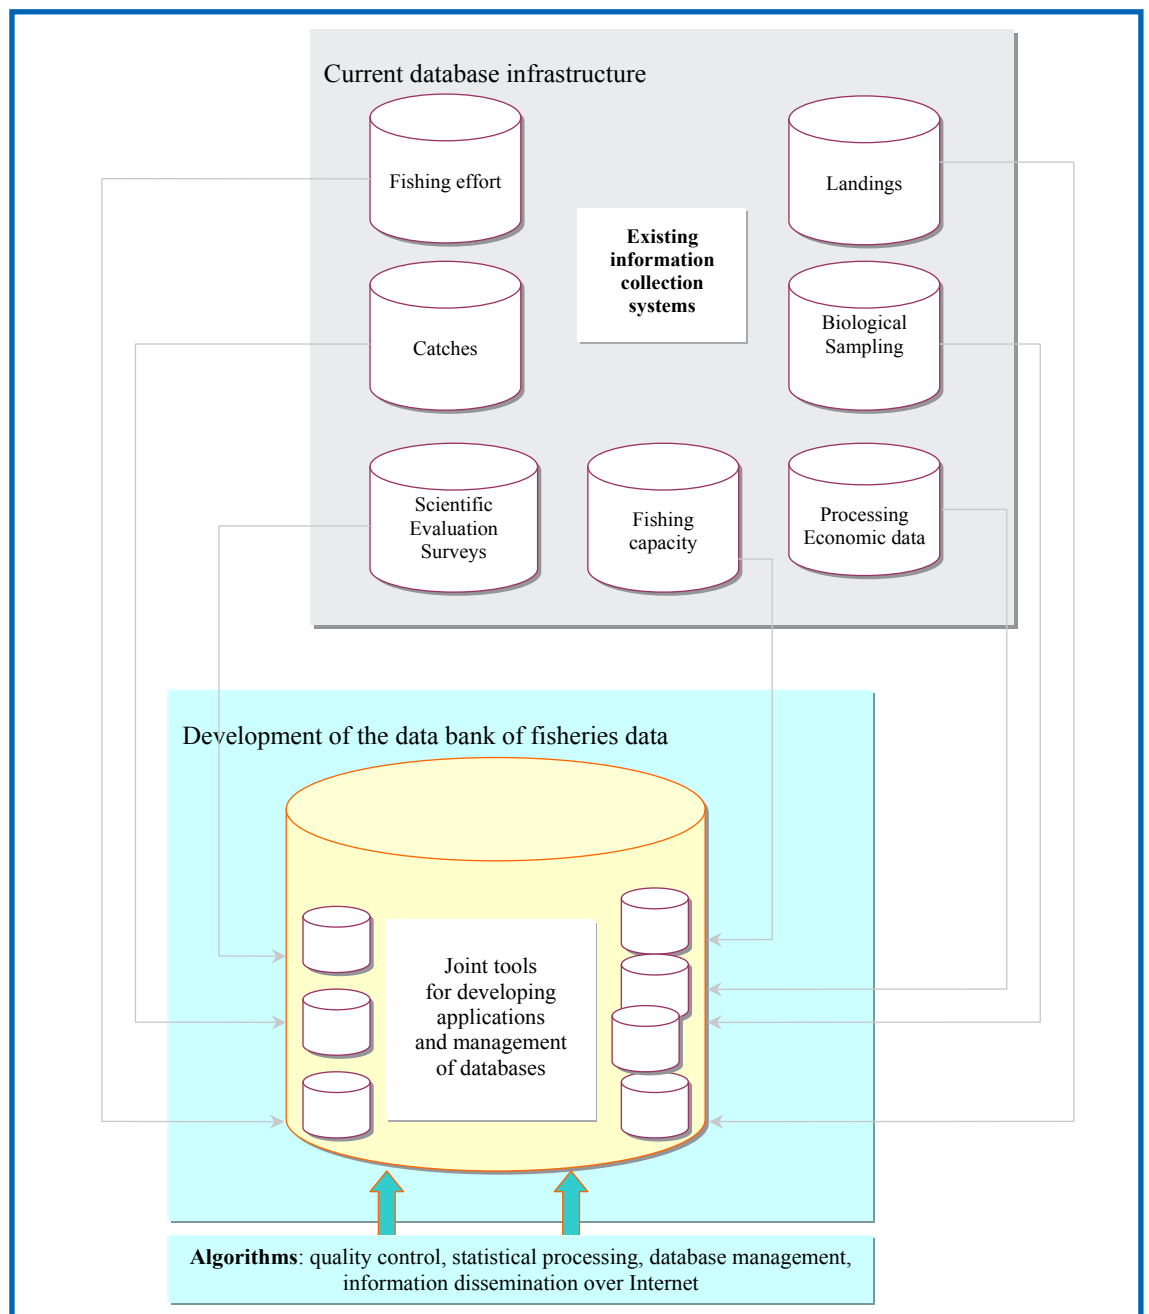 Current database infrastructure
Fishing effort
Landings
Existing
information
collection
systems
Catches
Biological
Sampling
Scientific
Evaluation
Surveys
Fishing
capacity
Processing
Economic data
Development of the data bank of fisheries data
Joint tools
for developing
applications
and management
of databases
Algorithms: quality control, statistical processing, database management,
information dissemination over Internet